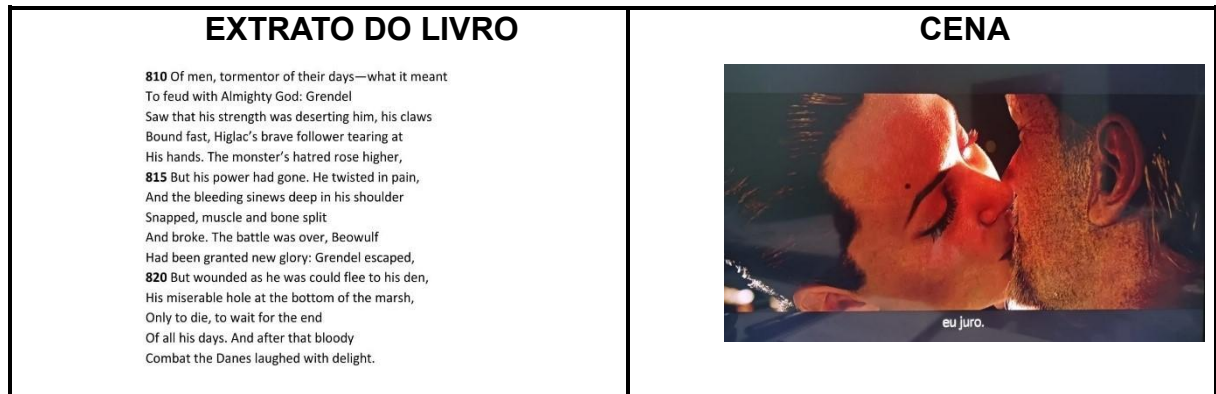 EXTRATO DO LIVRO
810 Of men, tormentor of their days—what it meant
To feud with Almighty God: Grendel
Saw that his strength was deserting him, his claws
Bound fast, Higlac’s brave follower tearing at
His hands. The monster’s hatred rose higher,
815 But his power had gone. He twisted in pain,
And the bleeding sinews deep in his shoulder
Snapped, muscle and bone split
And broke. The battle was over, Beowulf
Had been granted new glory: Grendel escaped,
820 But wounded as he was could flee to his den,
His miserable hole at the bottom of the marsh,
Only to die, to wait for the end
Of all his days. And after that bloody
Combat the Danes laughed with delight.
CENA
eu juro.